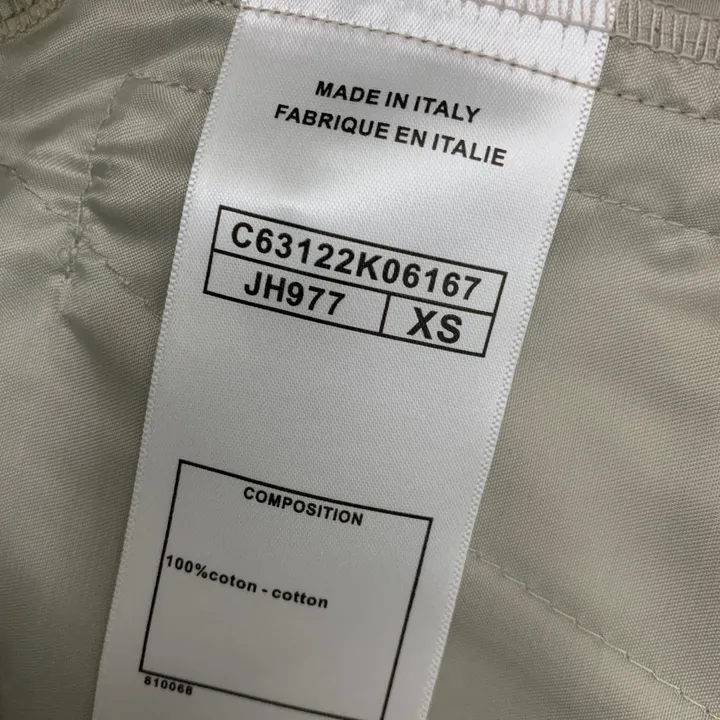 MADE IN ITALY
FABRIQUE EN ITALIE
C63122K06167
JH977 XS
COMPOSITION
100%coton - cotton
810068